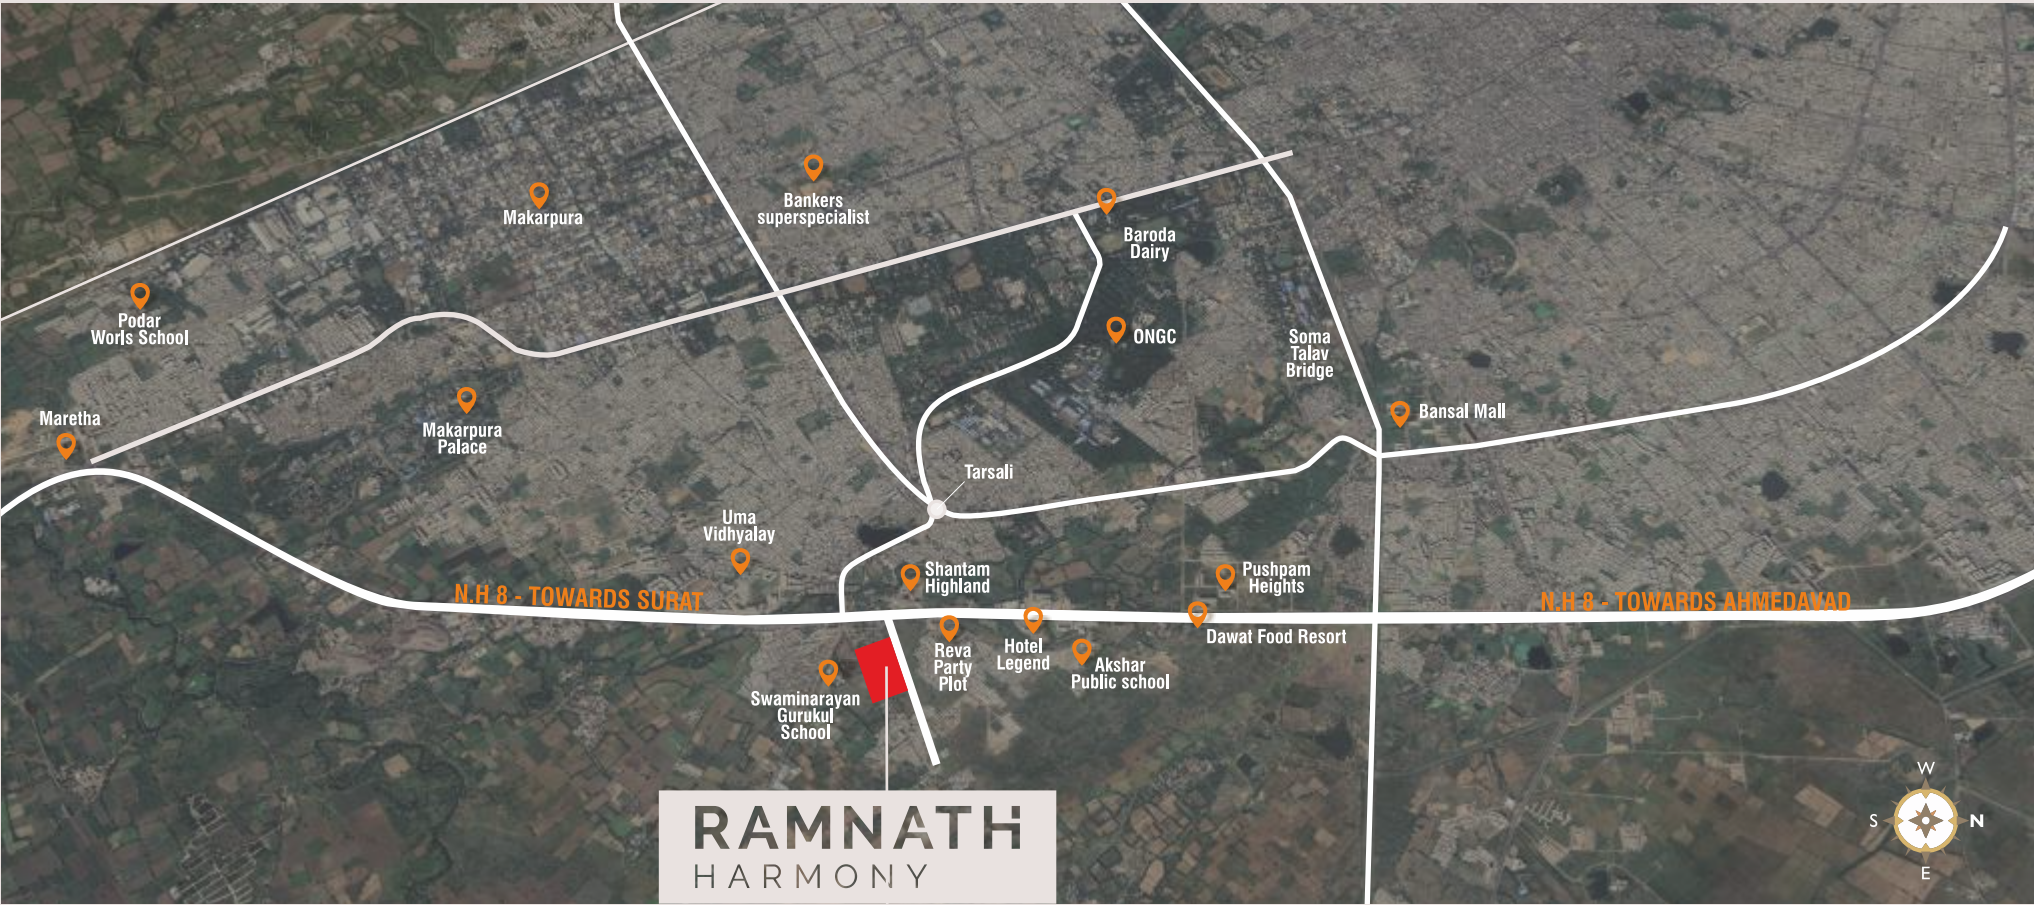 Makarpura
Bankers
superspecialist
Baroda
Dairy
Podar
Worls School
ONGC
Soma
Talav
Bridge
Maretha
Makarpura
Palace
Bansal Mall
Tarsali
Uma
Vidhyalay
Shantam
Highland
Pushpam
Heights
N.H 8 - TOWARDS SURAT
N.H 8 - TOWARDS AHMEDAVAD
Dawat Food Resort
Reva
Party
Plot
Hotel
Legend
Akshar
Public school
Swaminarayan
Gurukul
School
RAMNATH
HARMONY
W
S
N
E